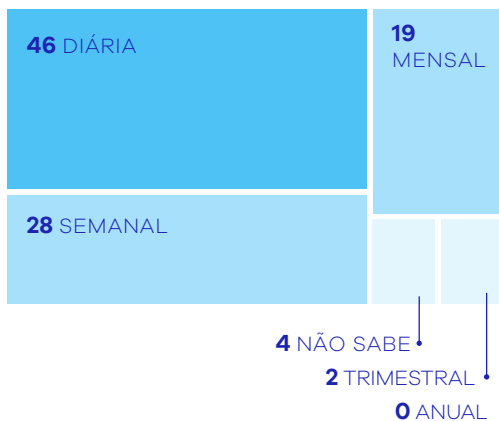 46 DIÁRIA
19
MENSAL
28 SEMANAL
4 NÃO SABE
2 TRIMESTRAL
0 ANUAL